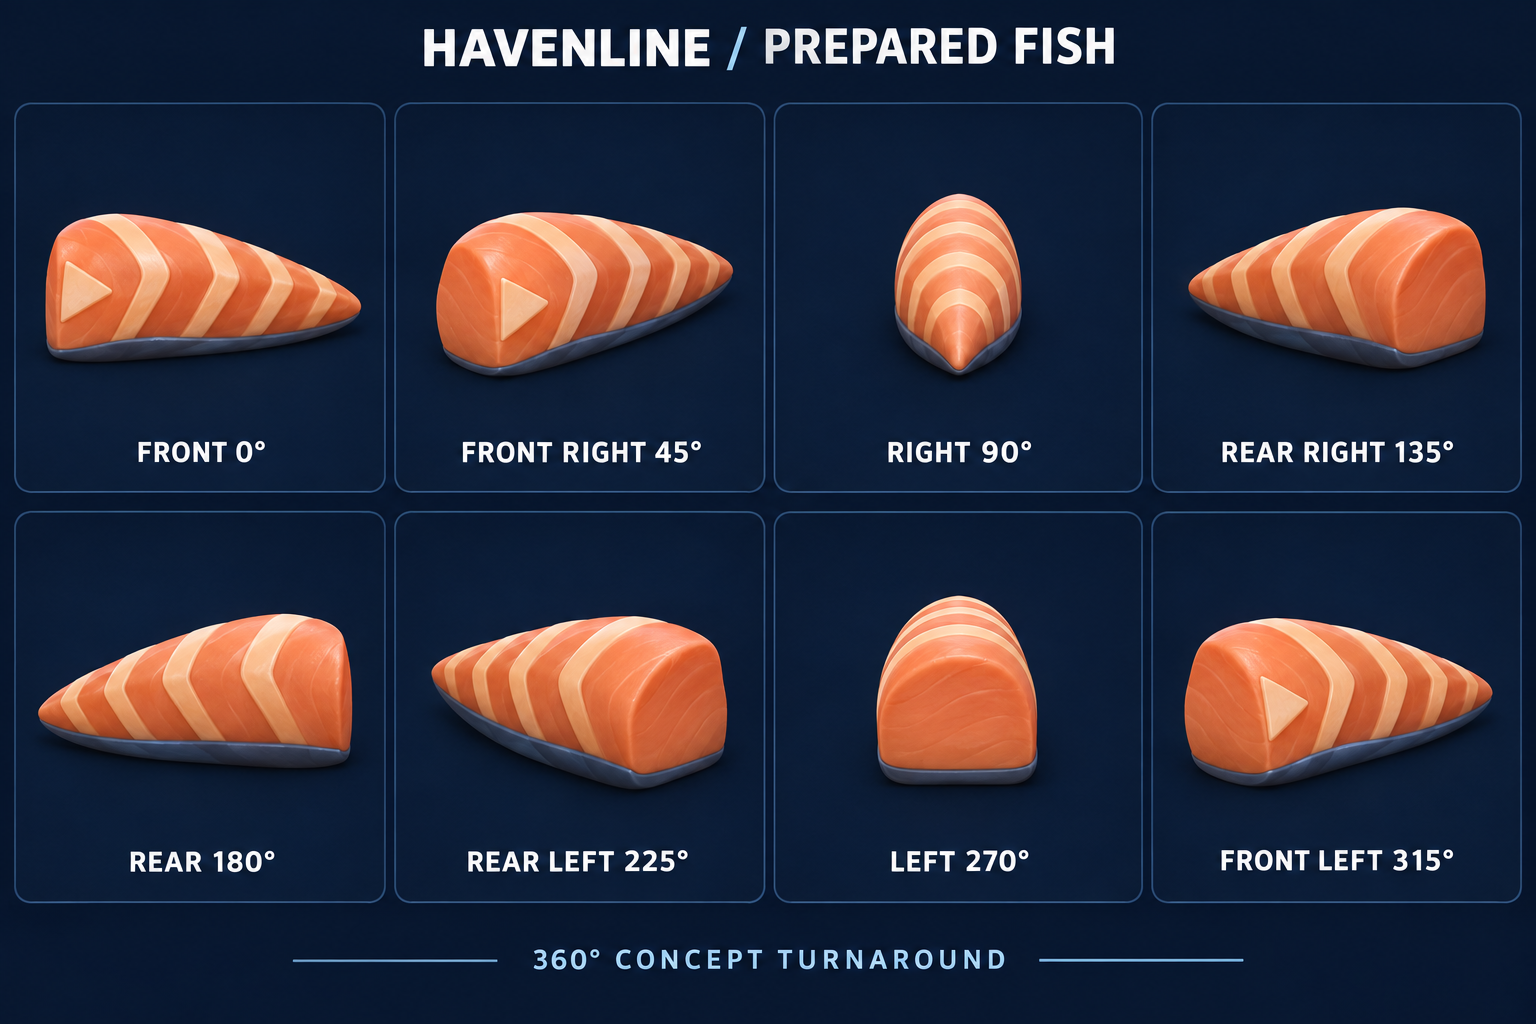 HAVENLINE / PREPARED FISH
FRONT 0°
FRONT RIGHT 45°
RIGHT 90°
REAR RIGHT 135°
REAR 180°
REAR LEFT 225°
LEFT 270°
FRONT LEFT 315°
360° CONCEPT TURNAROUND